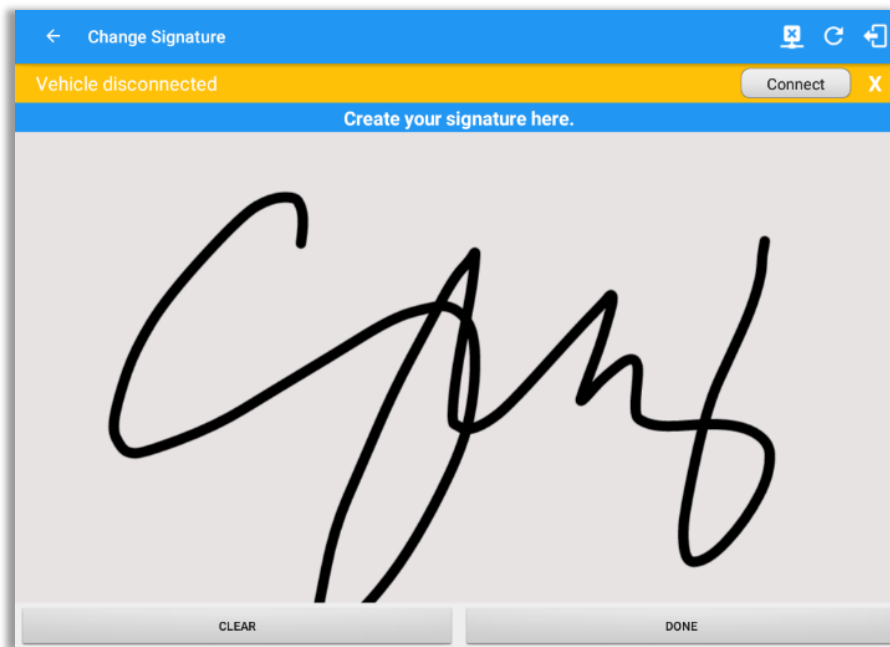 Change Signature
Vehicle disconnected
Connect
X
Create your signature here.
CLEAR
DONE